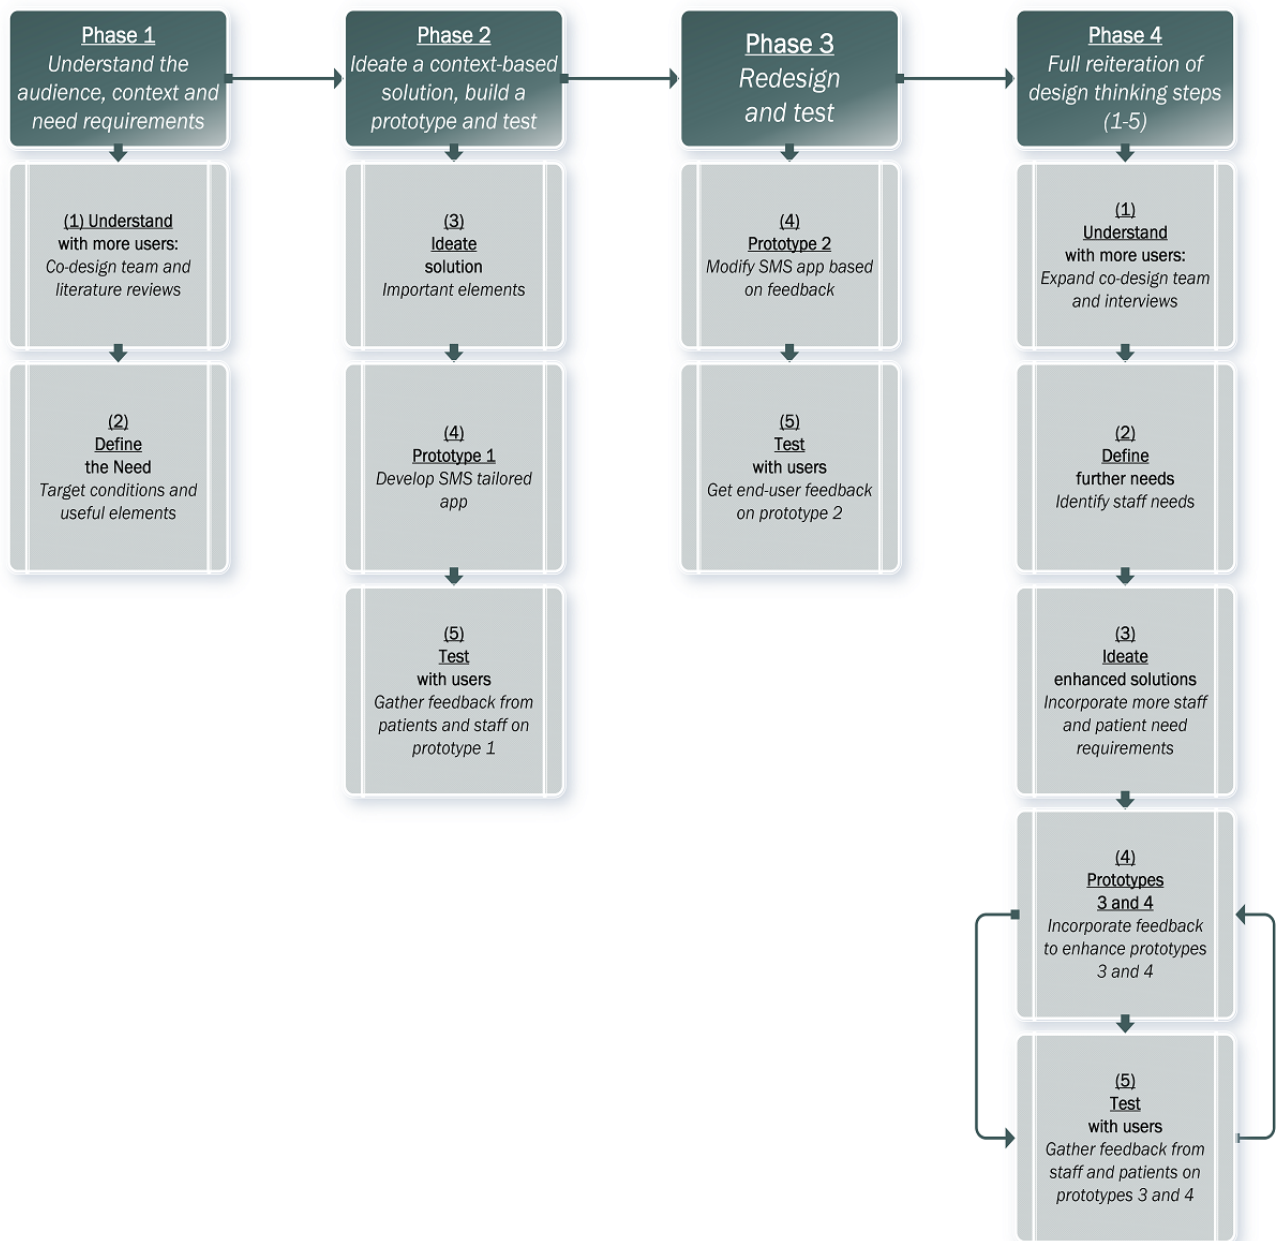 Phase 1
Understand the
audience, context and
need requirements
Phase 2
Ideate a context-based
solution, build a
prototype and test
Phase 3
Redesign
and test
Phase 4
Full reiteration of
design thinking steps
(1-5)
(1) Understand
with more users:
Co-design team and
literature reviews
(2)
Define
the Need
Target conditions and
useful elements
(3)
Ideate
solution
Important elements
(4)
Prototype 1
Develop SMS tailored
app
(5)
Test
with users
Gather feedback from
patients and staff on
prototype 1
(4)
Prototype 2
Modify SMS app based
on feedback
(5)
Test
with users
Get end-user feedback
on prototype 2
(1)
Understand
with more users:
Expand co-design team
and interviews
(2)
Define
further needs
Identify staff needs
(3)
Ideate
enhanced solutions
Incorporate more staff
and patient need
requirements
(4)
Prototypes
3 and 4
Incorporate feedback
to enhance prototypes
3 and 4
(5)
Test
with users
Gather feedback from
staff and patients on
prototypes 3 and 4